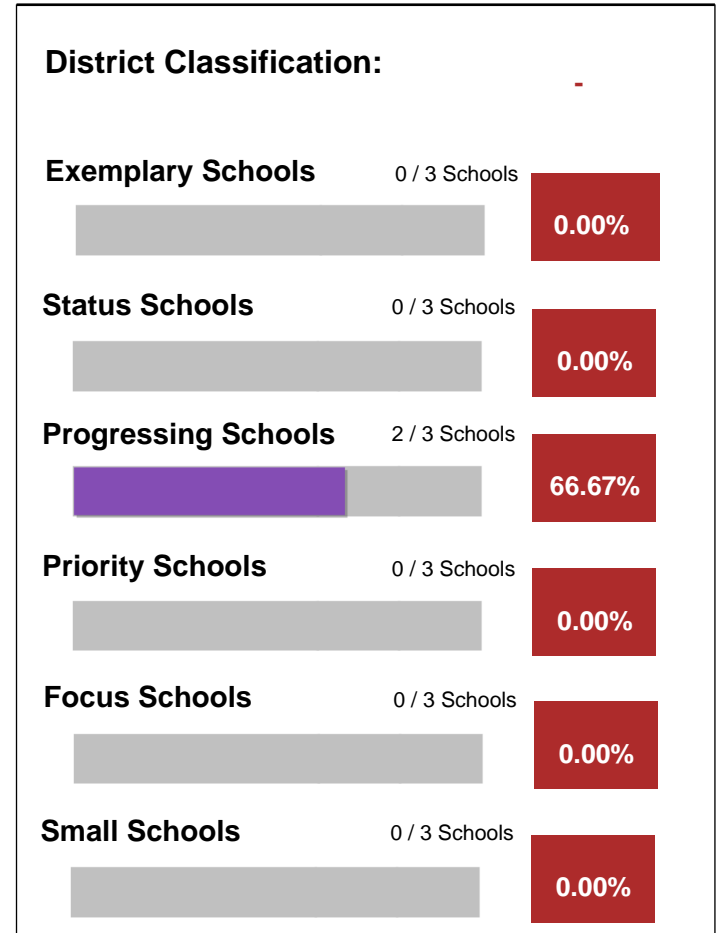 District Classification:
-
Exemplary Schools 0 / 3 Schools
0.00%
Status Schools 0 / 3 Schools
0.00%
Progressing Schools 2 / 3 Schools
66.67%
Priority Schools 0 / 3 Schools
0.00%
Focus Schools 0 / 3 Schools
0.00%
Small Schools 0 / 3 Schools
0.00%